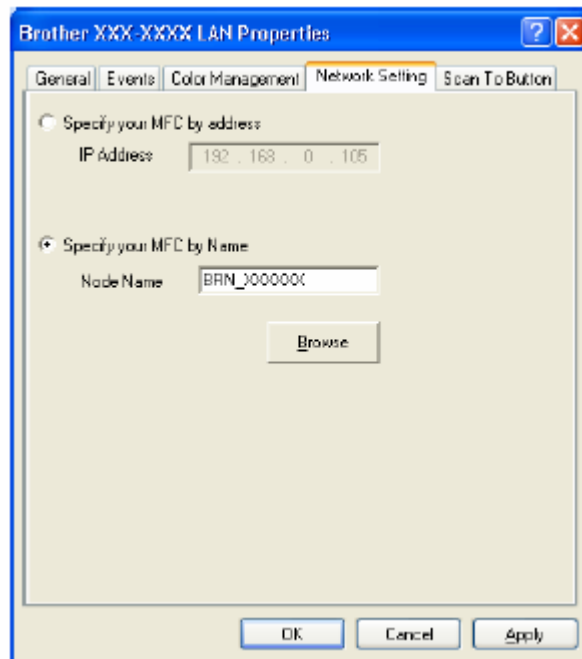 Brother XXX-XXXX LAN Properties
General Events Color Management Network Setting Scan To Button
Specify your MFC by address
IP Address 192 . 168 . 0 . 105
Specify your MFC by Name
Node Name BRN_XXXXXX
Browse
OK Cancel Apply